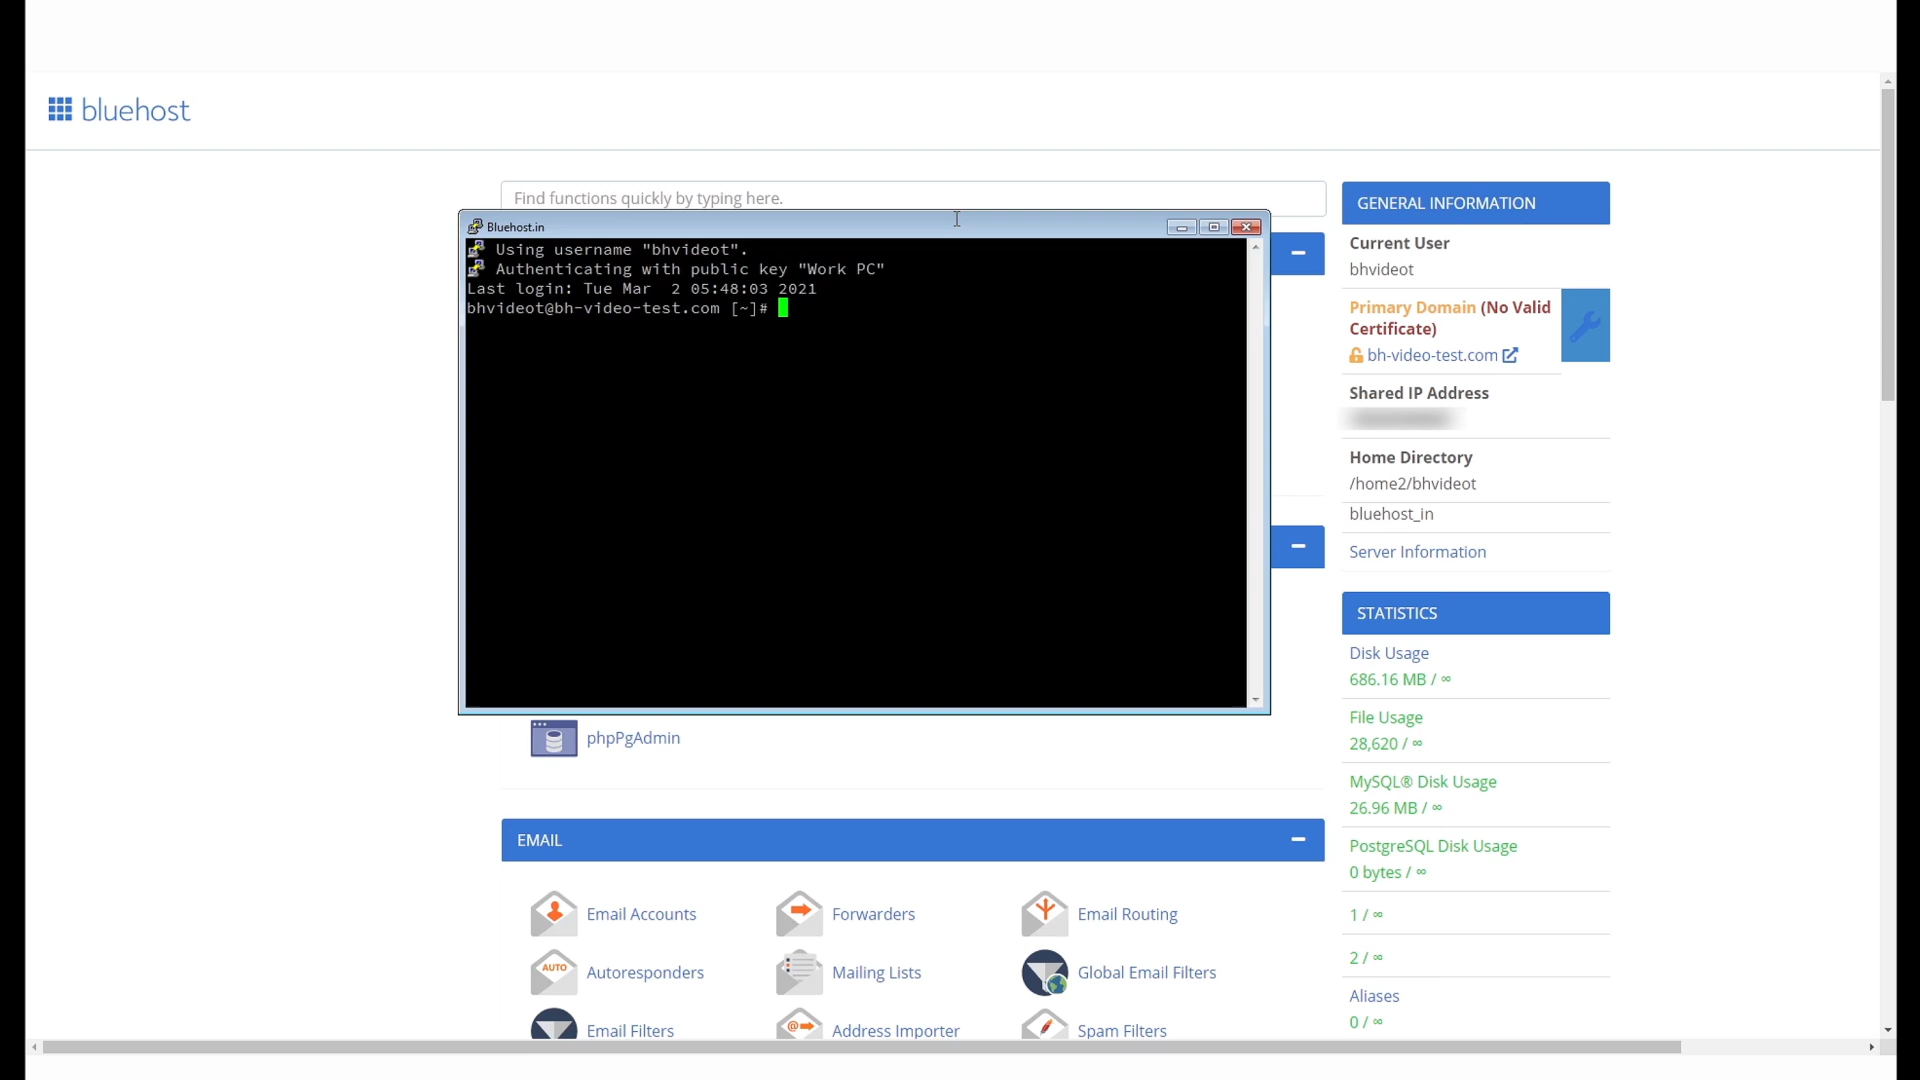 bluehost
Find functions quickly by typing here.
Bluehost.in
Using username "bhvideot".
Authenticating with public key "Work PC"
Last login: Tue Mar  2 05:48:03 2021
bhvideot@bh-video-test.com [~]#
phpPgAdmin
EMAIL
Email Accounts
Forwarders
Email Routing
AUTO
Autoresponders
Mailing Lists
Global Email Filters
Email Filters
Address Importer
Spam Filters
GENERAL INFORMATION
Current User
bhvideot
Primary Domain (No Valid
Certificate)
bh-video-test.com
Shared IP Address
Home Directory
/home2/bhvideot
bluehost_in
Server Information
STATISTICS
Disk Usage
686.16 MB / ∞
File Usage
28,620 / ∞
MySQL® Disk Usage
26.96 MB / ∞
PostgreSQL Disk Usage
0 bytes / ∞
1 / ∞
2 / ∞
Aliases
0 / ∞